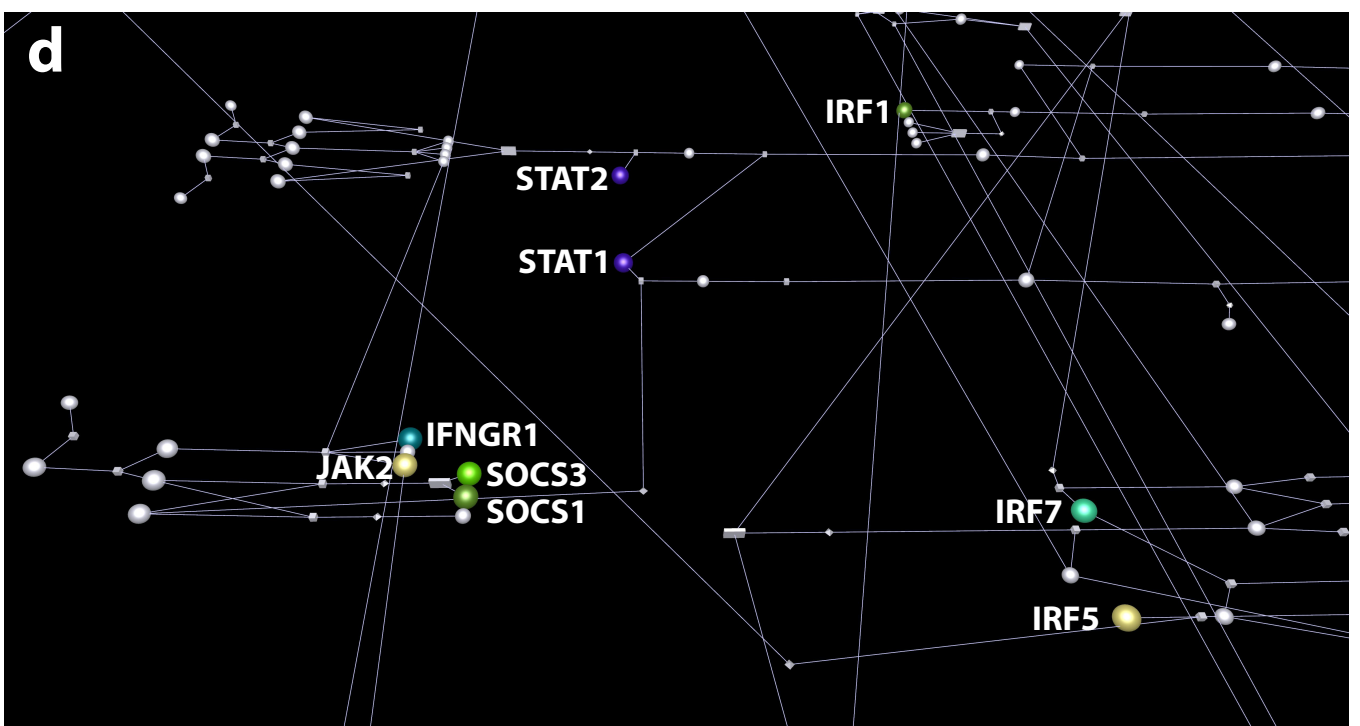 d
IRF1
STAT2
STAT1
IFNGR1
JAK2
SOCS3
SOCS1
IRF7
IRF5